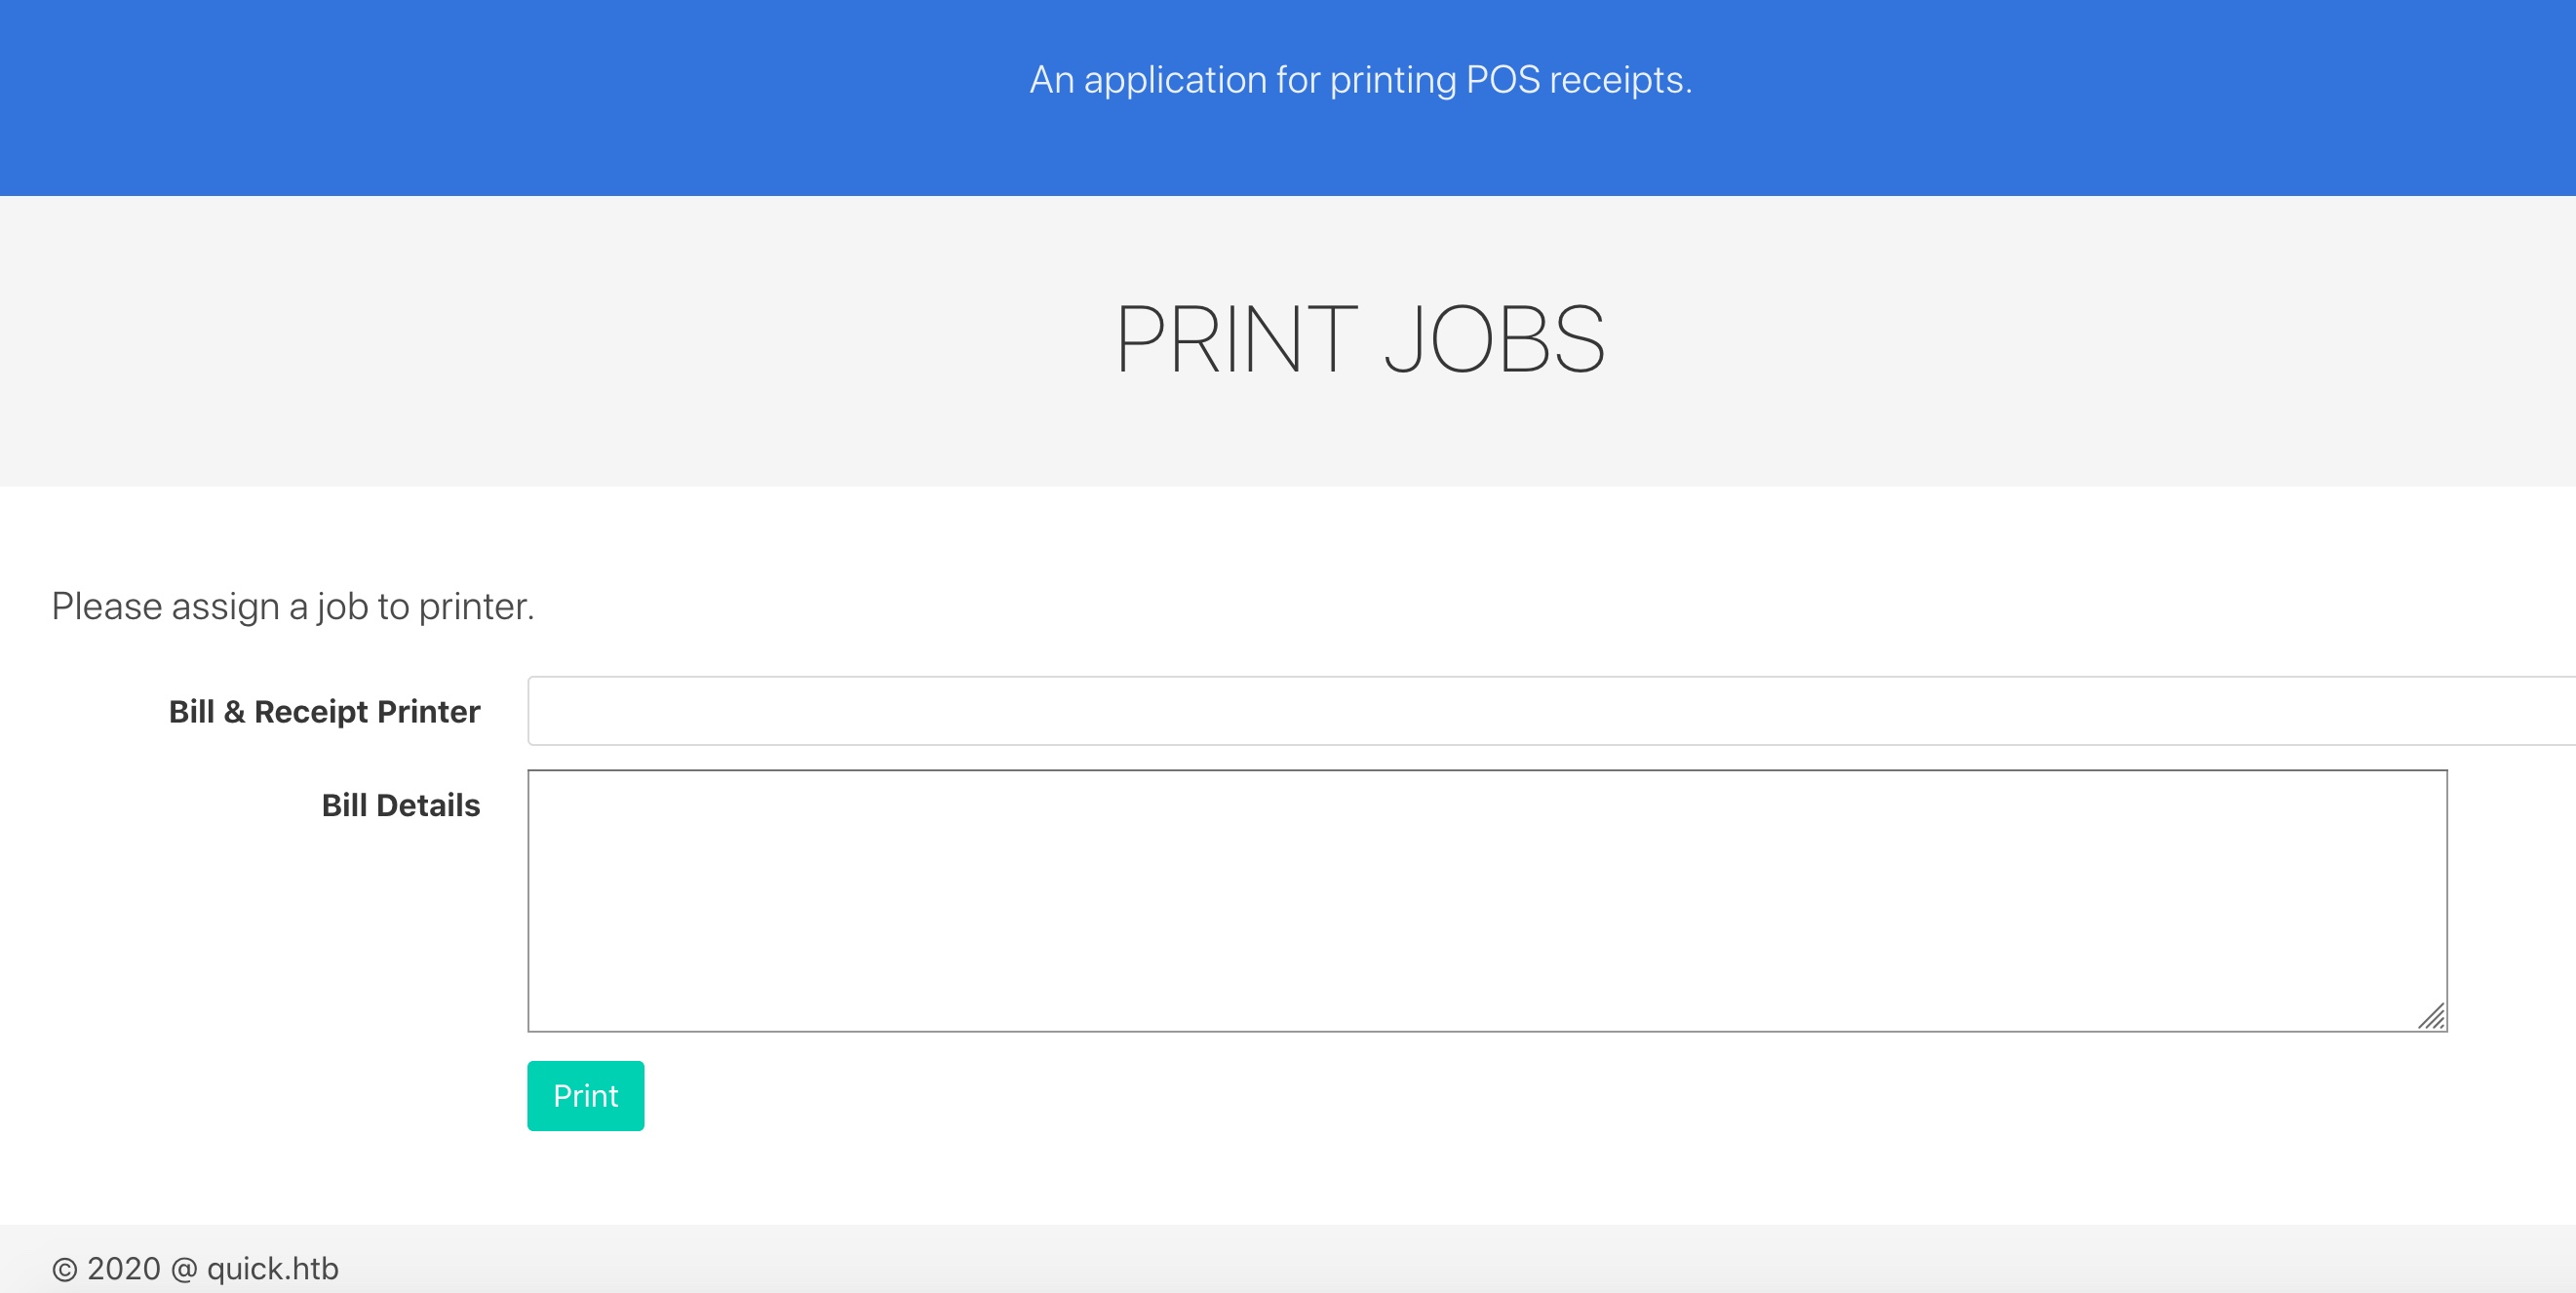 An application for printing POS receipts.
PRINT JOBS
Please assign a job to printer.
Bill & Receipt Printer
Bill Details
Print
© 2020 @ quick.htb